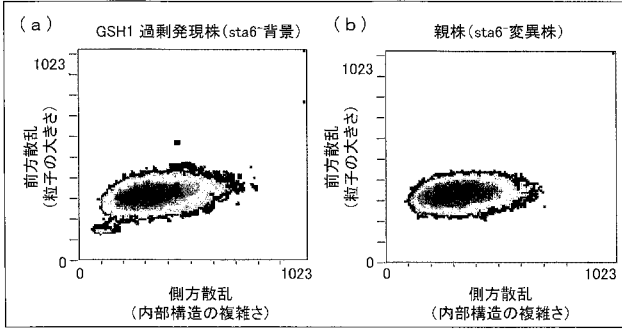 (a) GSH1 過剰発現株(sta6⁻背景)
1023
前方散乱
(粒子の大きさ)
0
0 1023
側方散乱
(内部構造の複雑さ)
(b) 親株(sta6⁻変異株)
1023
前方散乱
(粒子の大きさ)
0
0 1023
側方散乱
(内部構造の複雑さ)